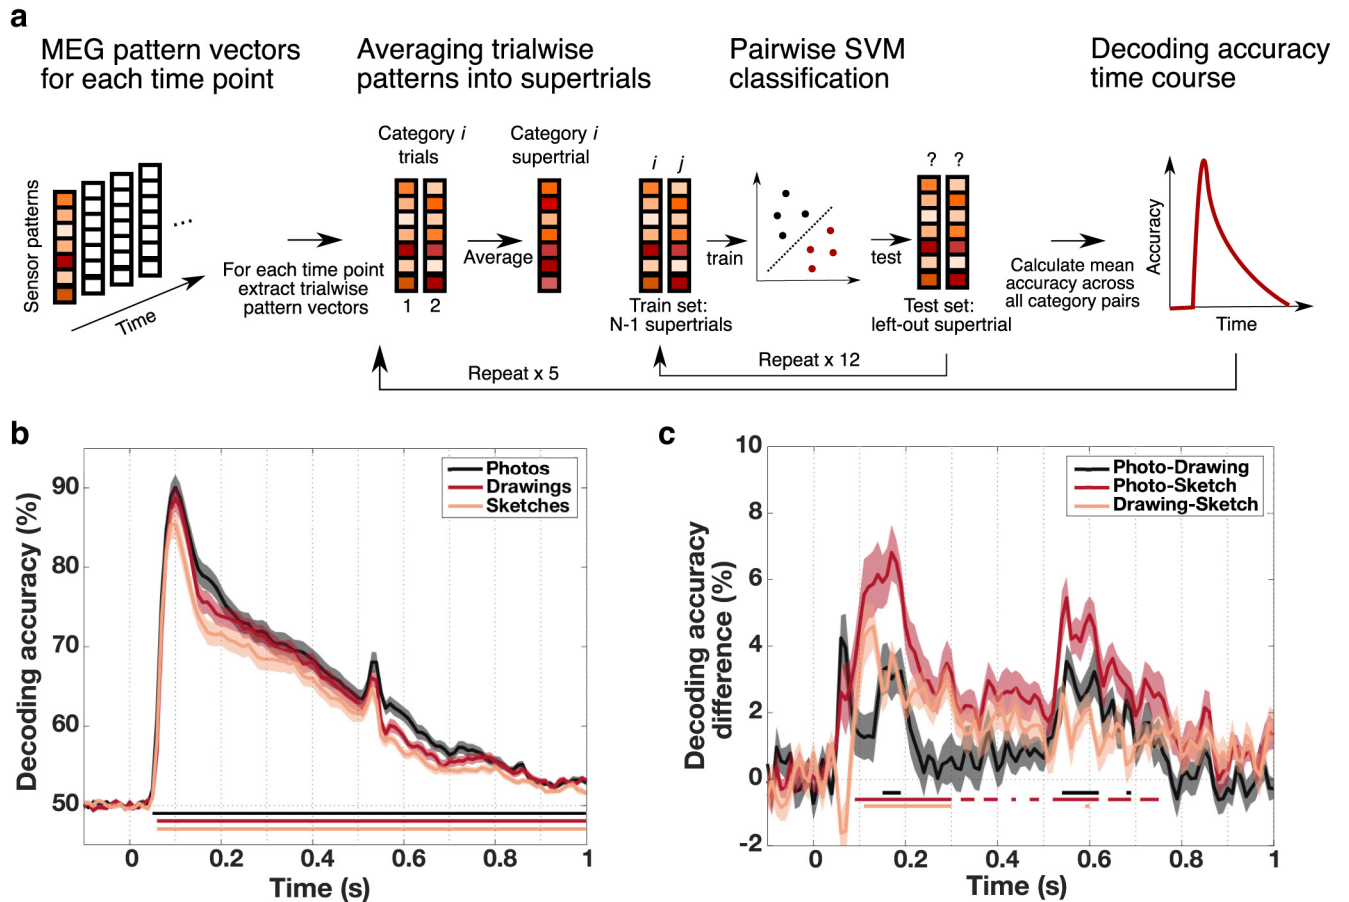 a
MEG pattern vectors
for each time point
Averaging trialwise
patterns into supertrials
Pairwise SVM
classification
Decoding accuracy
time course
Sensor patterns
...
Time
For each time point
extract trialwise
pattern vectors
Category i
trials
1 2
Average
Category i
supertrial
i j
Train set:
N-1 supertrials
train
test
? ?
Test set:
left-out supertrial
Calculate mean
accuracy across
all category pairs
Accuracy
Time
Repeat x 12
Repeat x 5
b
Decoding accuracy (%)
90
80
70
60
50
Photos
Drawings
Sketches
0 0.2 0.4 0.6 0.8 1
Time (s)
c
Decoding accuracy
difference (%)
10
8
6
4
2
0
-2
Photo-Drawing
Photo-Sketch
Drawing-Sketch
0 0.2 0.4 0.6 0.8 1
Time (s)